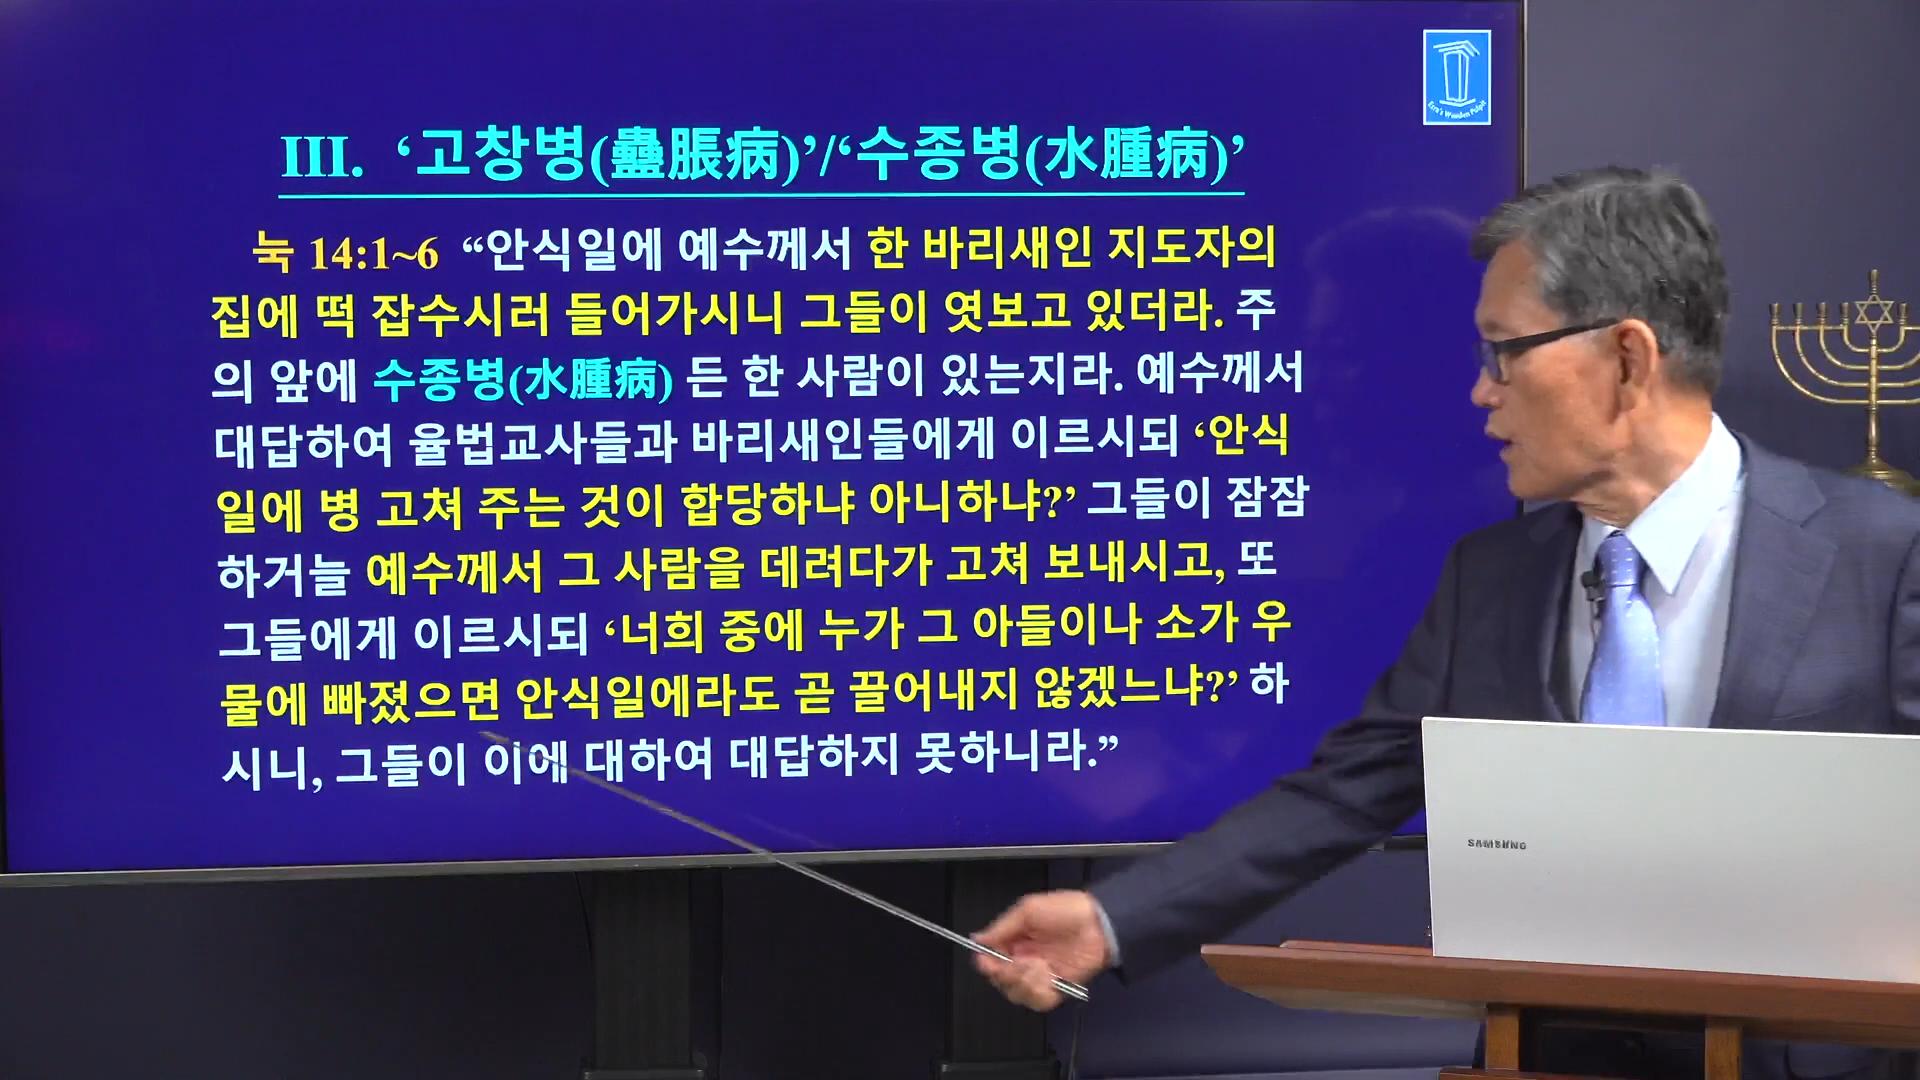 III. ‘고창병(蠱脹病)’/‘수종병(水腫病)’
눅 14:1~6 “안식일에 예수께서 한 바리새인 지도자의
집에 떡 잡수시러 들어가시니 그들이 엿보고 있더라. 주
의 앞에 수종병(水腫病) 든 한 사람이 있는지라. 예수께서
대답하여 율법교사들과 바리새인들에게 이르시되 ‘안식
일에 병 고쳐 주는 것이 합당하냐 아니하냐?’ 그들이 잠잠
하거늘 예수께서 그 사람을 데려다가 고쳐 보내시고, 또
그들에게 이르시되 ‘너희 중에 누가 그 아들이나 소가 우
물에 빠졌으면 안식일에라도 곧 끌어내지 않겠느냐?’ 하
시니, 그들이 이에 대하여 대답하지 못하니라.”
Ezra's Wooden Pulpit
SAMSUNG